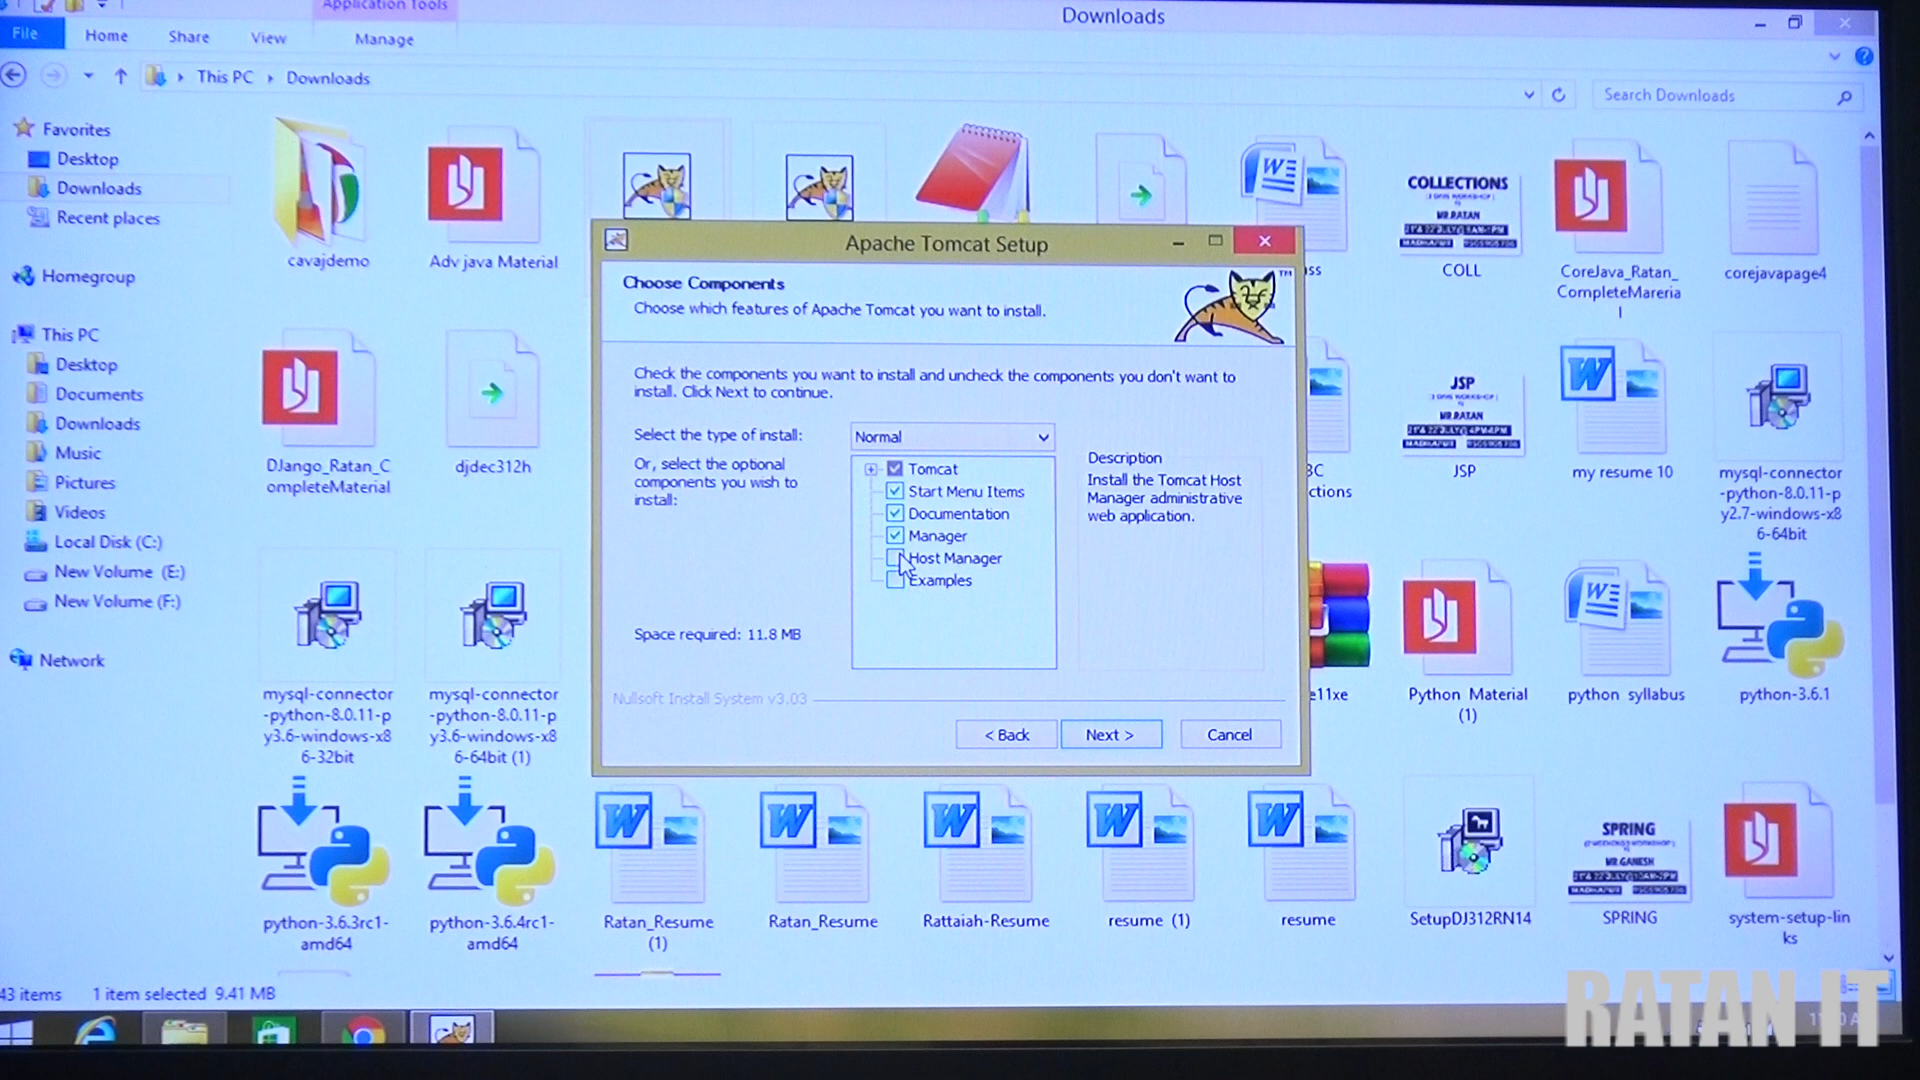 Application Tools
Downloads
File
Home
Share
View
Manage
This PC
Downloads
Search Downloads
Favorites
Desktop
Downloads
Recent places
Homegroup
This PC
Desktop
Documents
Downloads
Music
Pictures
Videos
Local Disk (C:)
New Volume (E:)
New Volume (F:)
Network
cavajdemo
Adv java Material
COLLECTIONS
MR.RATAN
COLL
CoreJava_Ratan_
CompleteMareria
l
corejavapage4
DJango_Ratan_C
ompleteMaterial
djdec312h
ctions
JSP
MR.RATAN
JSP
my resume 10
mysql-connector
-python-8.0.11-p
y2.7-windows-x8
6-64bit
Apache Tomcat Setup
Choose Components
Choose which features of Apache Tomcat you want to install.
Check the components you want to install and uncheck the components you don't want to
install. Click Next to continue.
Select the type of install:
Normal
Or, select the optional
components you wish to
install:
Tomcat
Start Menu Items
Documentation
Manager
Host Manager
Examples
Description
Install the Tomcat Host
Manager administrative
web application.
Space required: 11.8 MB
Nullsoft Install System v3.03
< Back
Next >
Cancel
mysql-connector
-python-8.0.11-p
y3.6-windows-x8
6-32bit
mysql-connector
-python-8.0.11-p
y3.6-windows-x8
6-64bit (1)
e11xe
Python Material
(1)
python syllabus
python-3.6.1
python-3.6.3rc1-
amd64
python-3.6.4rc1-
amd64
Ratan_Resume
(1)
Ratan_Resume
Rattaiah-Resume
resume (1)
resume
SetupDJ312RN14
SPRING
MR.GANESH
SPRING
system-setup-lin
ks
43 items
1 item selected 9.41 MB
RATAN IT